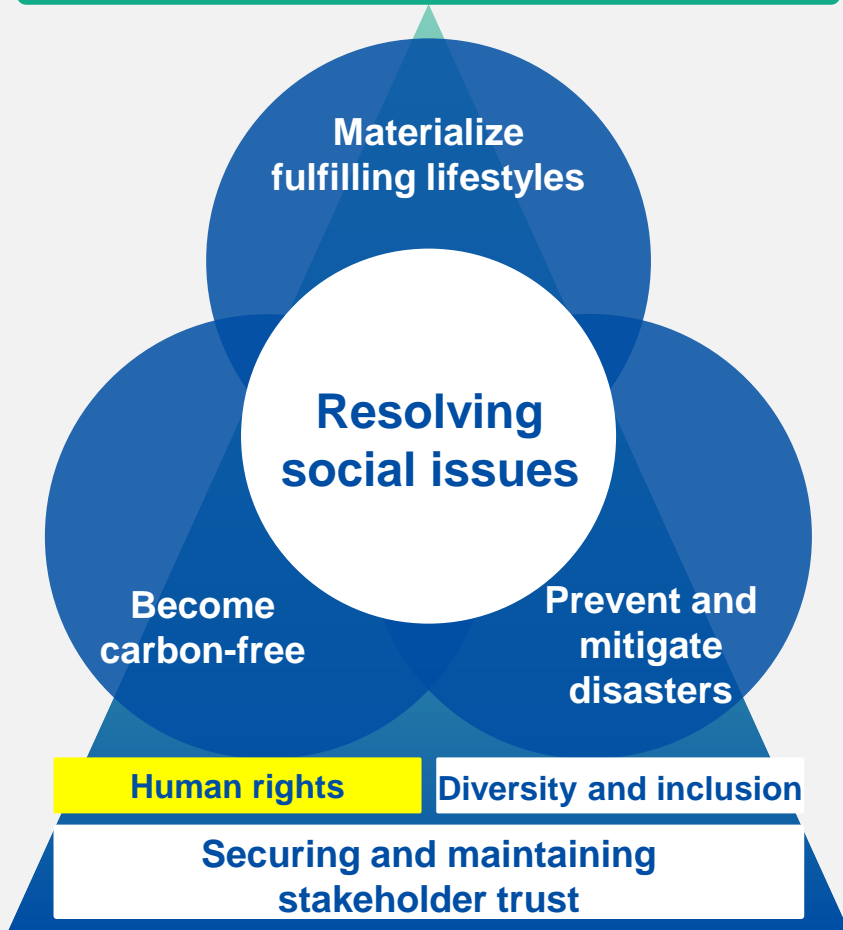 Materialize
fulfilling lifestyles
Resolving
social issues
Become
carbon-free
Prevent and
mitigate
disasters
Human rights
Diversity and inclusion
Securing and maintaining
stakeholder trust